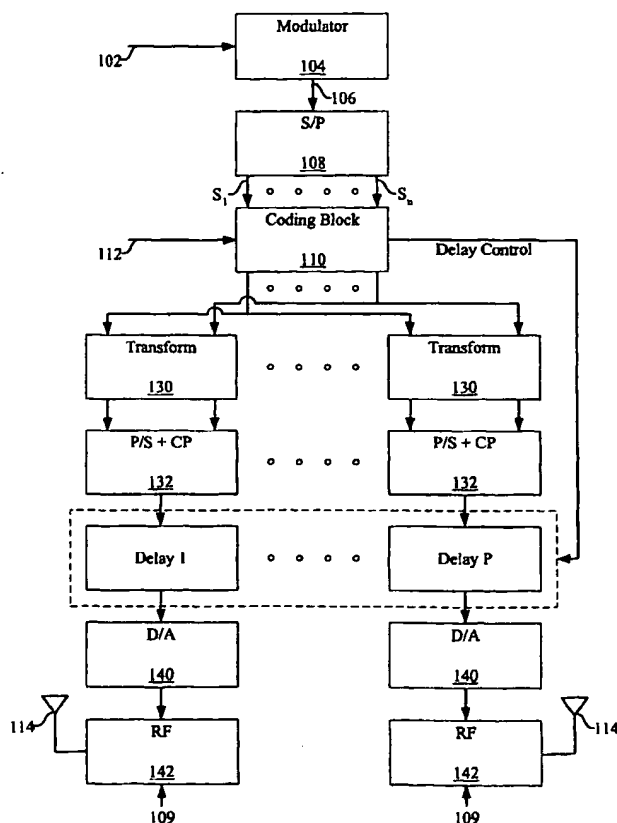 Modulator
102
104
106
S/P
108
S1
Sn
Coding Block
112
110
Delay Control
Transform
Transform
130
130
P/S + CP
P/S + CP
132
132
Delay 1
Delay P
D/A
D/A
140
140
114
RF
RF
114
142
142
109
109